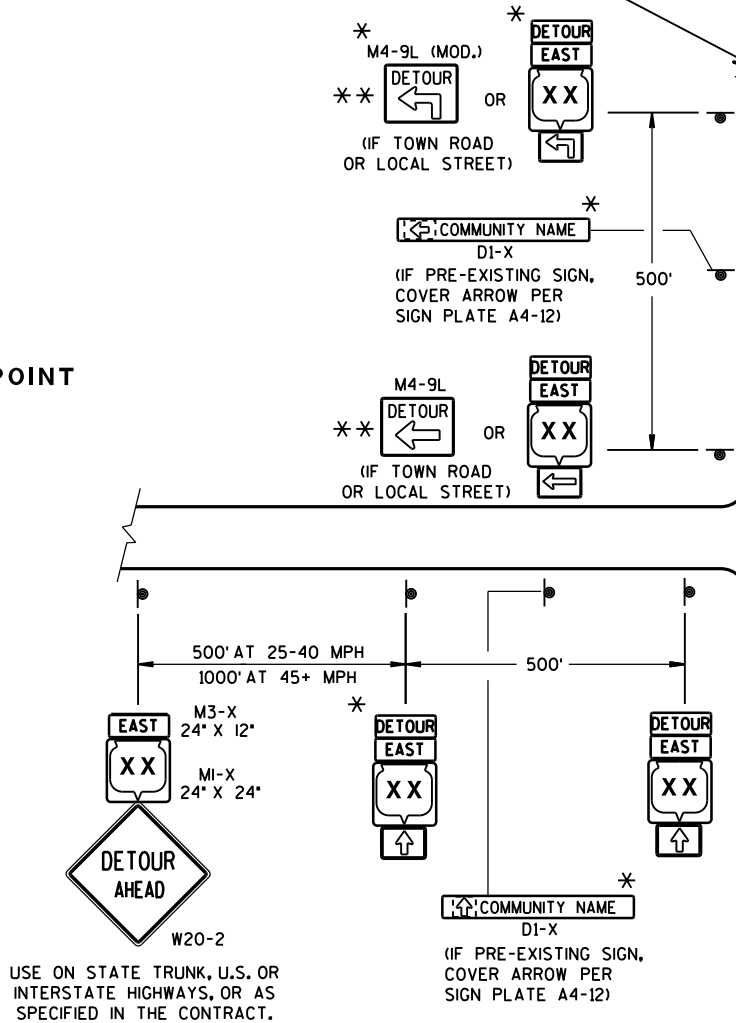 *
*
DETOUR
M4-9L (MOD.)
EAST
DETOUR
XX
** OR
(IF TOWN ROAD
OR LOCAL STREET)
*
COMMUNITY NAME
D1-X
500'
(IF PRE-EXISTING SIGN,
COVER ARROW PER
SIGN PLATE A4-12)
POINT
DETOUR
M4-9L
EAST
DETOUR
XX
** OR
(IF TOWN ROAD
OR LOCAL STREET)
500' AT 25-40 MPH
1000' AT 45+ MPH
500'
M3-X
24" X 12"
EAST
XX
M1-X
24" X 24"
DETOUR
AHEAD
W20-2
USE ON STATE TRUNK, U.S. OR
INTERSTATE HIGHWAYS, OR AS
SPECIFIED IN THE CONTRACT.
*
DETOUR
EAST
XX
DETOUR
EAST
XX
*
COMMUNITY NAME
D1-X
(IF PRE-EXISTING SIGN,
COVER ARROW PER
SIGN PLATE A4-12)